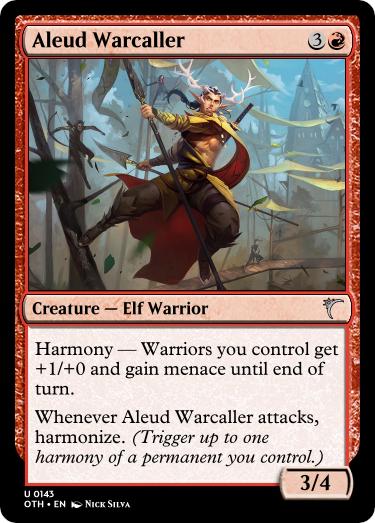 Aleud Warcaller 3
Creature — Elf Warrior
Harmony — Warriors you control get
+1/+0 and gain menace until end of
turn.
Whenever Aleud Warcaller attacks,
harmonize. (Trigger up to one
harmony of a permanent you control.)
3/4
U 0143
OTH • EN Nick Silva